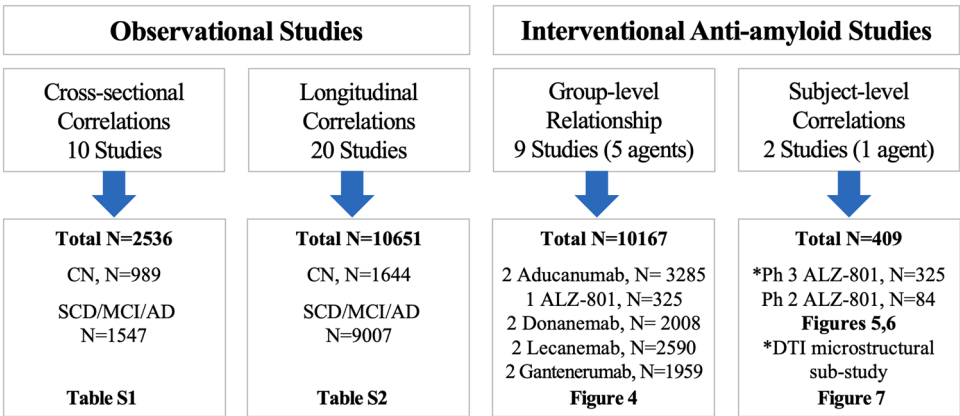 Observational Studies
Interventional Anti-amyloid Studies
Cross-sectional
Correlations
10 Studies
Longitudinal
Correlations
20 Studies
Group-level
Relationship
9 Studies (5 agents)
Subject-level
Correlations
2 Studies (1 agent)
Total N=2536
CN, N=989
SCD/MCI/AD
N=1547
Table S1
Total N=10651
CN, N=1644
SCD/MCI/AD
N=9007
Table S2
Total N=10167
2 Aducanumab, N= 3285
1 ALZ-801, N=325
2 Donanemab, N= 2008
2 Lecanemab, N=2590
2 Gantenerumab, N=1959
Figure 4
Total N=409
*Ph 3 ALZ-801, N=325
Ph 2 ALZ-801, N=84
Figures 5,6
*DTI microstructural
sub-study
Figure 7